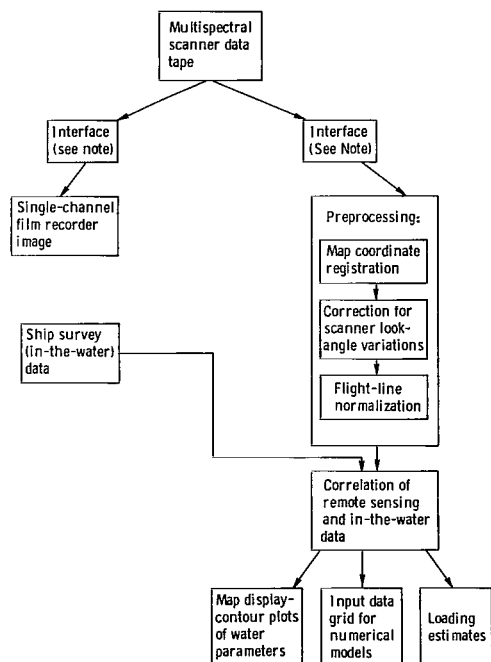 Multispectral
scanner data
tape
Interface
(see note)
Interface
(See Note)
Single-channel
film recorder
image
Preprocessing:
Map coordinate
registration
Correction for
scanner look-
angle variations
Flight-line
normalization
Ship survey
(in-the-water)
data
Correlation of
remote sensing
and in-the-water
data
Map display-
contour plots
of water
parameters
Input data
grid for
numerical
models
Loading
estimates